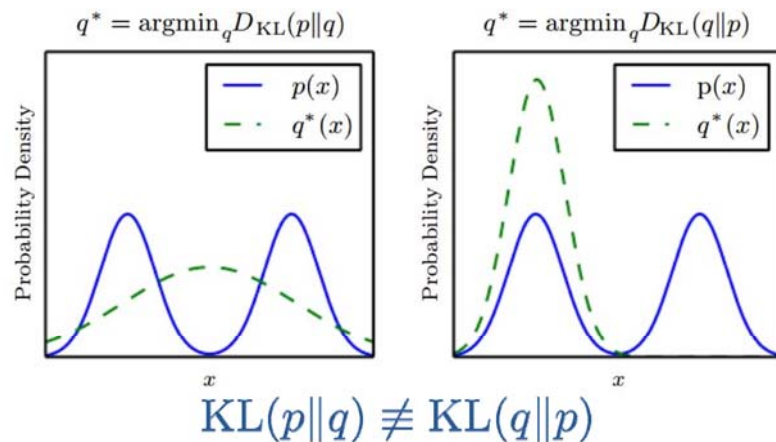 q* = argmin_q D_KL(p‖q)
p(x)
q*(x)
Probability Density
x
q* = argmin_q D_KL(q‖p)
p(x)
q*(x)
Probability Density
x
KL(p‖q) ≢ KL(q‖p)